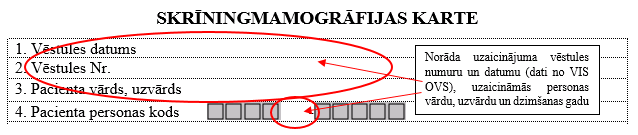 SKRĪNINGMAMOGRĀFIJAS KARTE
1. Vēstules datums
2. Vēstules Nr.
3. Pacienta vārds, uzvārds
4. Pacienta personas kods
Norāda uzaicinājuma vēstules
numuru un datumu (dati no VIS
OVS), uzaicināmās personas
vārdu, uzvārdu un dzimšanas gadu